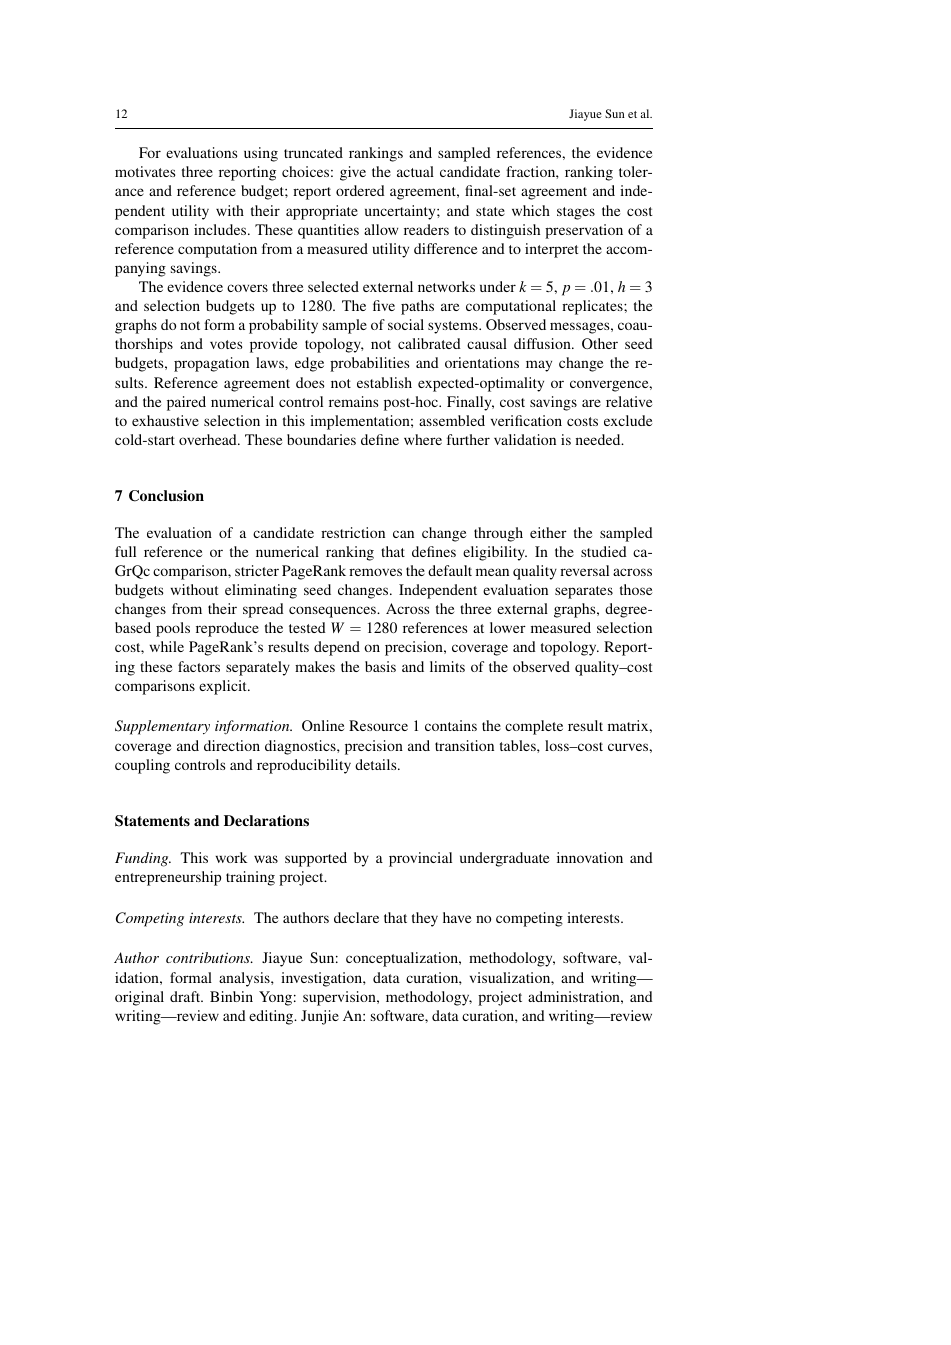 12
Jiayue Sun et al.
For evaluations using truncated rankings and sampled references, the evidence
motivates three reporting choices: give the actual candidate fraction, ranking toler-
ance and reference budget; report ordered agreement, final-set agreement and inde-
pendent utility with their appropriate uncertainty; and state which stages the cost
comparison includes. These quantities allow readers to distinguish preservation of a
reference computation from a measured utility difference and to interpret the accom-
panying savings.
The evidence covers three selected external networks under k = 5, p = .01, h = 3
and selection budgets up to 1280. The five paths are computational replicates; the
graphs do not form a probability sample of social systems. Observed messages, coau-
thorships and votes provide topology, not calibrated causal diffusion. Other seed
budgets, propagation laws, edge probabilities and orientations may change the re-
sults. Reference agreement does not establish expected-optimality or convergence,
and the paired numerical control remains post-hoc. Finally, cost savings are relative
to exhaustive selection in this implementation; assembled verification costs exclude
cold-start overhead. These boundaries define where further validation is needed.
7 Conclusion
The evaluation of a candidate restriction can change through either the sampled
full reference or the numerical ranking that defines eligibility. In the studied ca-
GrQc comparison, stricter PageRank removes the default mean quality reversal across
budgets without eliminating seed changes. Independent evaluation separates those
changes from their spread consequences. Across the three external graphs, degree-
based pools reproduce the tested W = 1280 references at lower measured selection
cost, while PageRank’s results depend on precision, coverage and topology. Report-
ing these factors separately makes the basis and limits of the observed quality–cost
comparisons explicit.
Supplementary information. Online Resource 1 contains the complete result matrix,
coverage and direction diagnostics, precision and transition tables, loss–cost curves,
coupling controls and reproducibility details.
Statements and Declarations
Funding. This work was supported by a provincial undergraduate innovation and
entrepreneurship training project.
Competing interests. The authors declare that they have no competing interests.
Author contributions. Jiayue Sun: conceptualization, methodology, software, val-
idation, formal analysis, investigation, data curation, visualization, and writing—
original draft. Binbin Yong: supervision, methodology, project administration, and
writing—review and editing. Junjie An: software, data curation, and writing—review